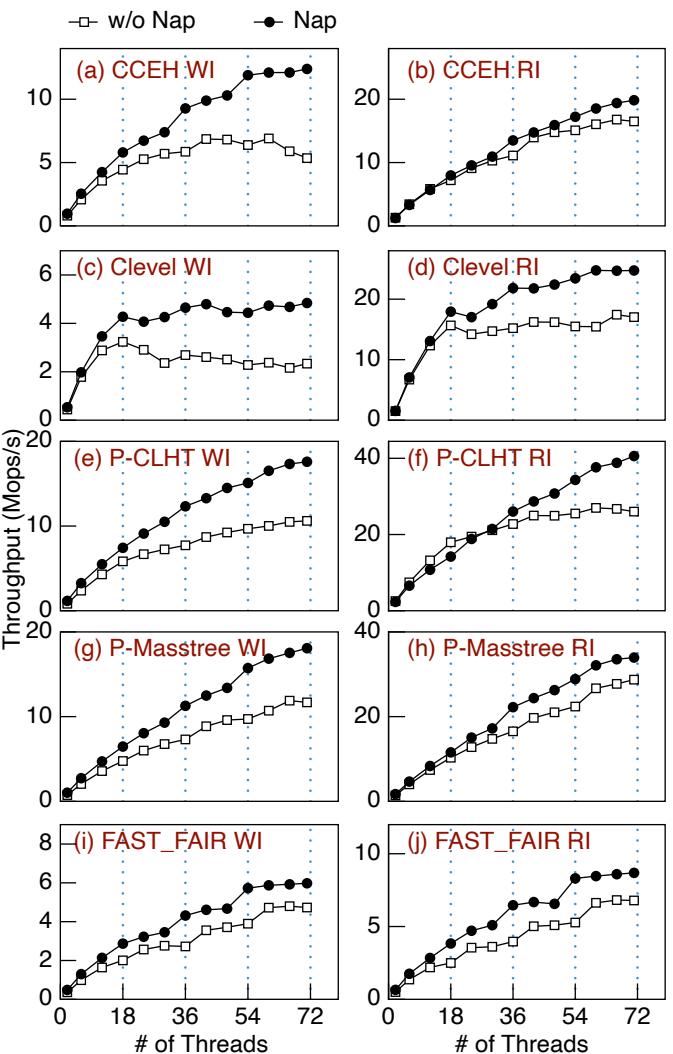 w/o Nap Nap
(a) CCEH WI
(b) CCEH RI
10
5
0
20
10
0
(c) Clevel WI
(d) Clevel RI
6
4
2
0
20
10
0
Throughput (Mops/s)
(e) P-CLHT WI
(f) P-CLHT RI
20
10
0
40
20
0
(g) P-Masstree WI
(h) P-Masstree RI
20
10
0
40
20
0
(i) FAST_FAIR WI
(j) FAST_FAIR RI
8
6
4
2
0
10
5
0
0 18 36 54 72
0 18 36 54 72
# of Threads
# of Threads